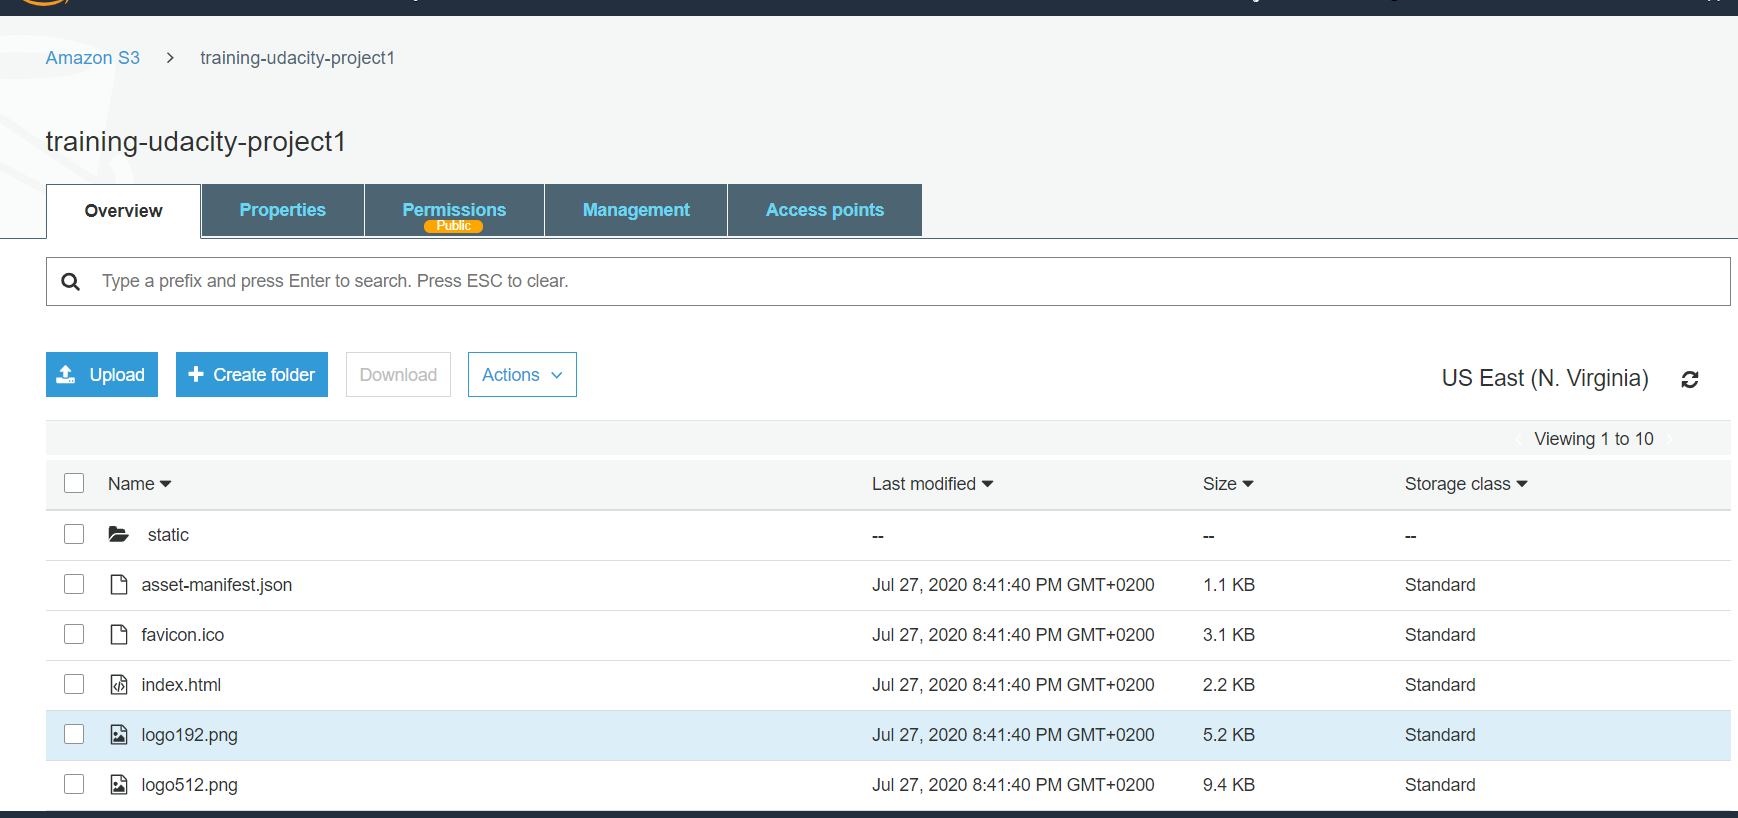 Amazon S3 > training-udacity-project1
training-udacity-project1
Overview Properties Permissions Management Access points
Public
Type a prefix and press Enter to search. Press ESC to clear.
Upload Create folder Download Actions
US East (N. Virginia)
Viewing 1 to 10
Name Last modified Size Storage class
static -- -- --
asset-manifest.json Jul 27, 2020 8:41:40 PM GMT+0200 1.1 KB Standard
favicon.ico Jul 27, 2020 8:41:40 PM GMT+0200 3.1 KB Standard
index.html Jul 27, 2020 8:41:40 PM GMT+0200 2.2 KB Standard
logo192.png Jul 27, 2020 8:41:40 PM GMT+0200 5.2 KB Standard
logo512.png Jul 27, 2020 8:41:40 PM GMT+0200 9.4 KB Standard